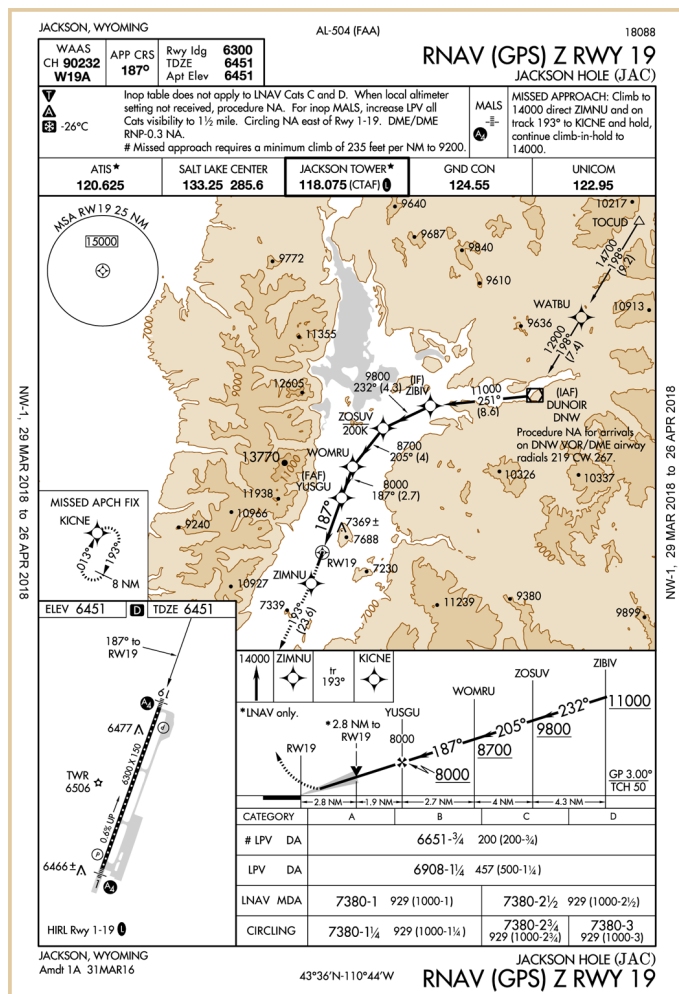 JACKSON, WYOMING
AL-504 (FAA)
18088
WAAS
CH 90232
W19A
APP CRS
187°
Rwy ldg 6300
TDZE 6451
Apt Elev 6451
RNAV (GPS) Z RWY 19
JACKSON HOLE (JAC)
T
A
-26°C
Inop table does not apply to LNAV Cats C and D. When local altimeter
setting not received, procedure NA. For inop MALS, increase LPV all
Cats visibility to 1½ mile. Circling NA east of Rwy 1-19. DME/DME
RNP-0.3 NA.
# Missed approach requires a minimum climb of 235 feet per NM to 9200.
MALS
A4
MISSED APPROACH: Climb to
14000 direct ZIMNU and on
track 193° to KICNE and hold,
continue climb-in-hold to
14000.
ATIS★
120.625
SALT LAKE CENTER
133.25 285.6
JACKSON TOWER★
118.075 (CTAF) L
GND CON
124.55
UNICOM
122.95
MSA RW19 25 NM
15000
9640
9687
9840
9610
9772
10217
TOCUD
14700
198°
(9.2)
WATBU
10913
9636
12900
198°
(7.4)
7000
11355
9000
12605
9800
232° (4.3)
(IF)
ZIBIV
11000
251°
(8.6)
(IAF)
DUNOIR
DNW
Procedure NA for arrivals
on DNW VOR/DME airway
radials 219 CW 267.
ZOSUV
200K
8700
205° (4)
WOMRU
13770
(FAF)
YUSGU
8000
187° (2.7)
10326
10337
11938
10966
9240
187°
7369 ±
7688
RW19
7230
ZIMNU
10927
7339
193°
(23.6)
11239
9380
9899
MISSED APCH FIX
KICNE
013°
193°
8 NM
NW-1, 29 MAR 2018 to 26 APR 2018
NW-1, 29 MAR 2018 to 26 APR 2018
ELEV 6451
D
TDZE 6451
187° to
RW19
19
A4
6477
P
6300 X 150
TWR
6506
0.6% UP
6466 ±
1
A4
HIRL Rwy 1-19 L
14000
ZIMNU
tr
193°
KICNE
*LNAV only.
RW19
*2.8 NM to
RW19
YUSGU
8000
WOMRU
ZOSUV
ZIBIV
187°
205°
232°
8000
8700
9800
11000
GP 3.00°
TCH 50
2.8 NM
1.9 NM
2.7 NM
4 NM
4.3 NM
CATEGORY A B C D
# LPV DA 6651-¾ 200 (200-¾)
LPV DA 6908-1¼ 457 (500-1¼)
LNAV MDA 7380-1 929 (1000-1) 7380-2½ 929 (1000-2½)
CIRCLING 7380-1¼ 929 (1000-1¼) 7380-2¾ 929 (1000-2¾) 7380-3 929 (1000-3)
JACKSON, WYOMING
Amdt 1A 31MAR16
43°36'N-110°44'W
JACKSON HOLE (JAC)
RNAV (GPS) Z RWY 19